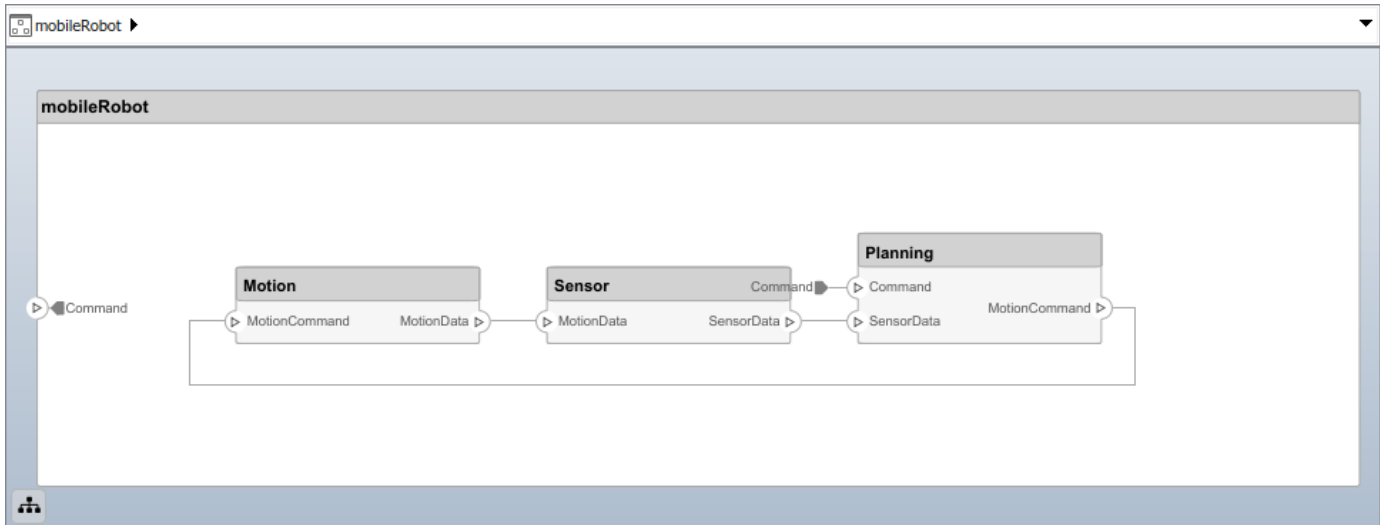 mobileRobot
mobileRobot
Planning
Motion
Sensor
Command
Command
Command
MotionCommand
MotionCommand
MotionData
MotionData
SensorData
SensorData